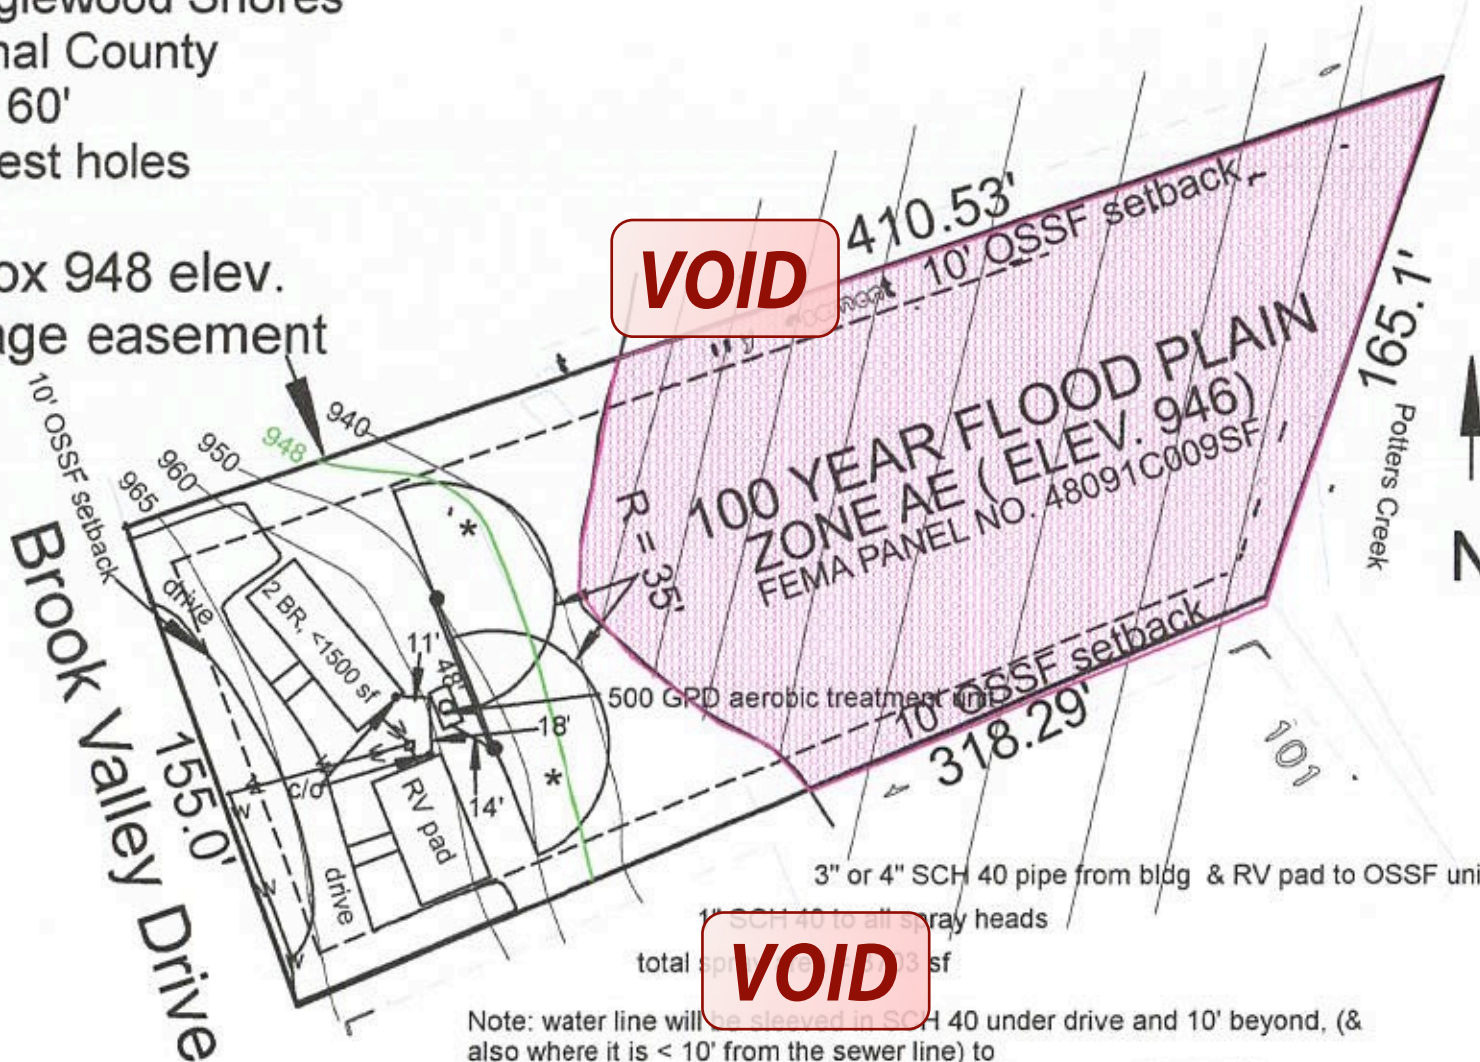 glewood Shores
nal County
60'
est holes
ox 948 elev.
age easement
VOID
410.53'
10' OSSF setback
165.1'
Potters Creek
N
100 YEAR FLOOD PLAIN
ZONE AE ( ELEV. 946)
FEMA PANEL NO. 48091C009SF
R = 35'
10' OSSF setback
940
948
950
960
965
drive
2 BR, <1500 sf
11'
48'
500 GPD aerobic treatment unit
18'
10' OSSF setback
318.29'
101
c/o
14'
RV pad
drive
W
W
W
W
Brook Valley Drive
155.0'
3" or 4" SCH 40 pipe from bldg & RV pad to OSSF uni
1" SCH 40 to all spray heads
total sf
VOID
Note: water line will be sleeved in SCH 40 under drive and 10' beyond, (&
also where it is < 10' from the sewer line) to